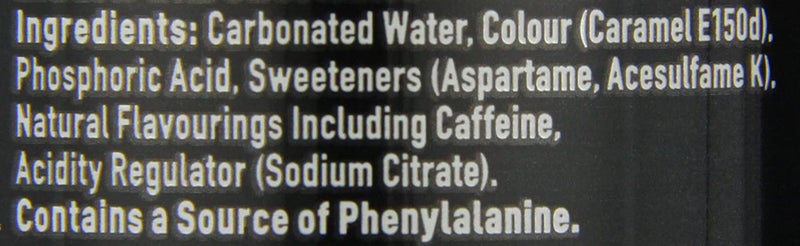 Ingredients: Carbonated Water, Colour (Caramel E150d),
Phosphoric Acid, Sweeteners (Aspartame, Acesulfame K),
Natural Flavourings Including Caffeine,
Acidity Regulator (Sodium Citrate).
Contains a Source of Phenylalanine.